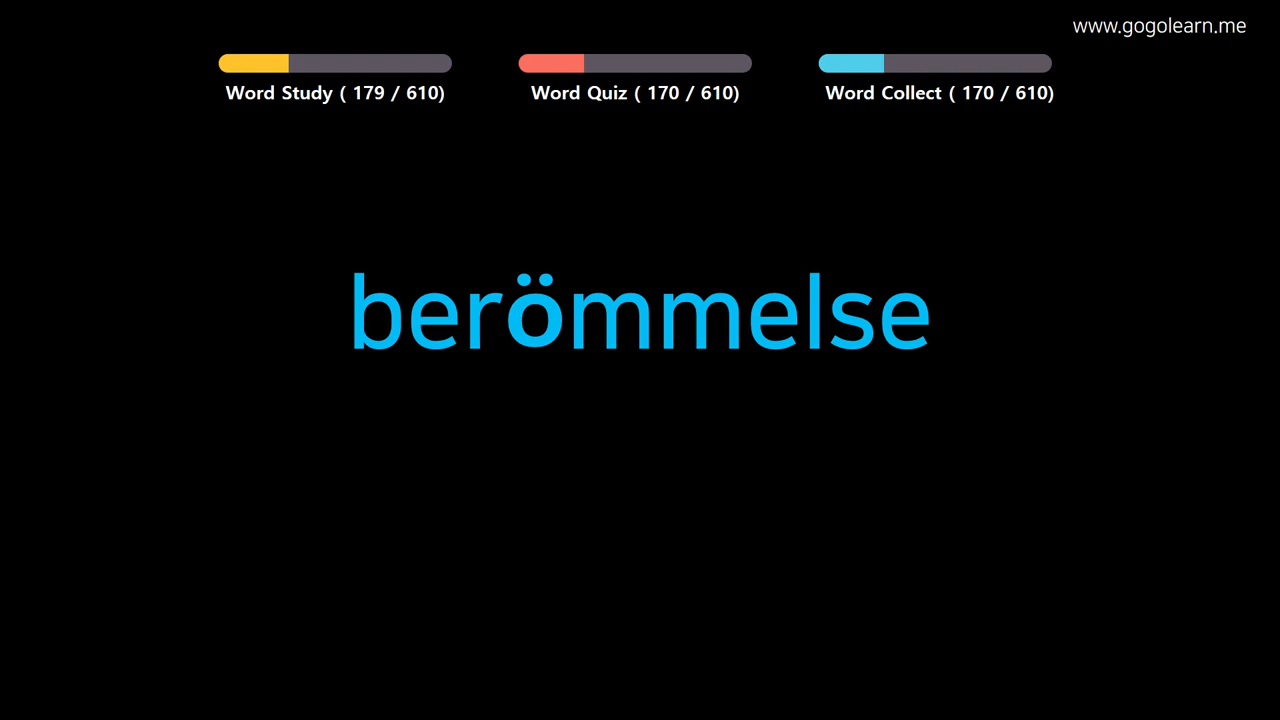 www.gogolearn.me
Word Study ( 179 / 610)
Word Quiz ( 170 / 610)
Word Collect ( 170 / 610)
berömmelse